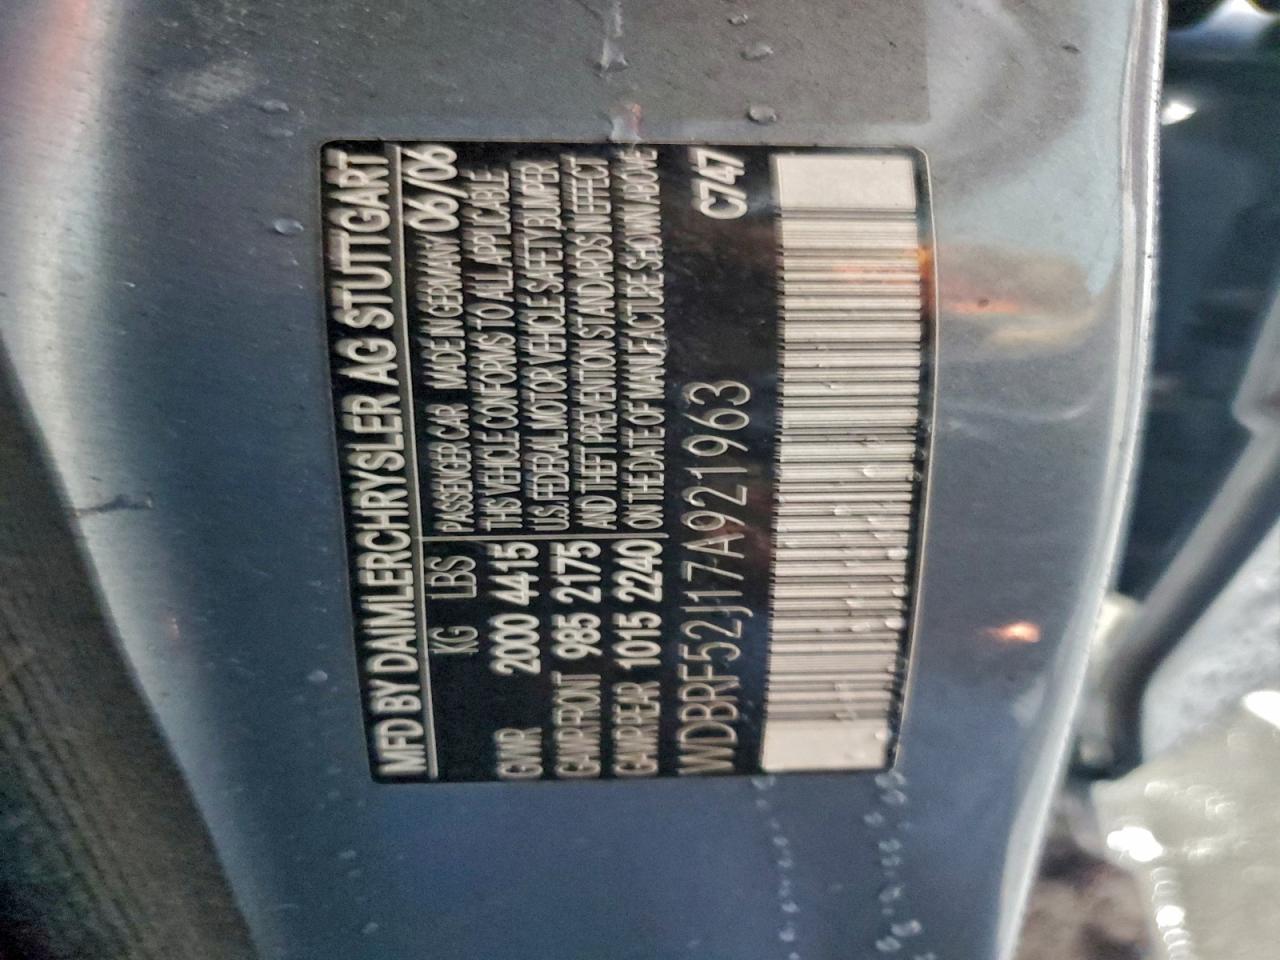 MFD BY DAIMLERCHRYSLER AG STUTTGART
KG LBS
GVWR 2000 4415
GAWR FRONT 985 2175
GAWR REAR 1015 2240
PASSENGER CAR MADE IN GERMANY 06/06
THIS VEHICLE CONFORMS TO ALL APPLICABLE
U.S. FEDERAL MOTOR VEHICLE SAFETY BUMPER
AND THEFT PREVENTION STANDARDS IN EFFECT
ON THE DATE OF MANUFACTURE SHOWN ABOVE
WDBRF52J17A921963 C747